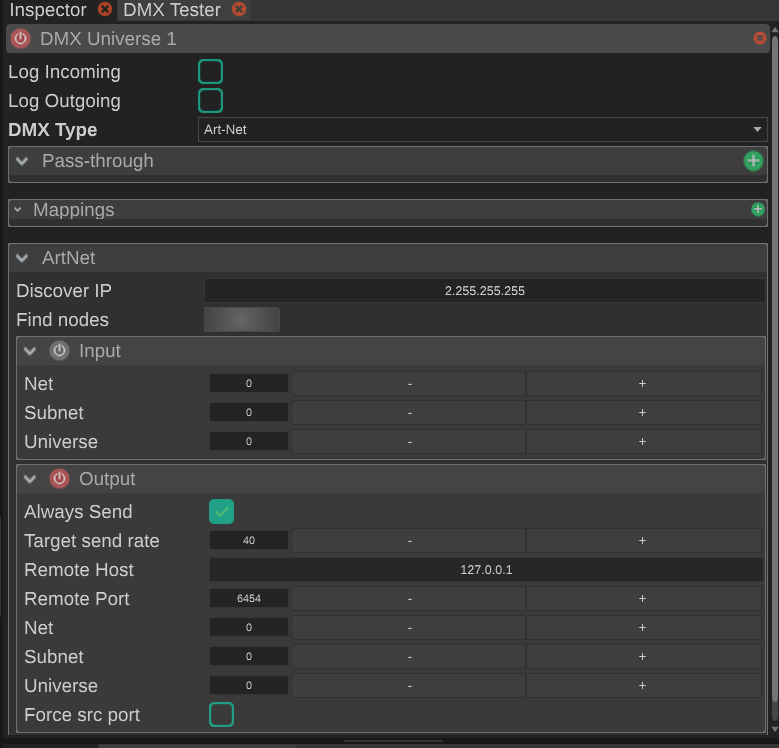 Inspector DMX Tester
DMX Universe 1
Log Incoming
Log Outgoing
DMX Type Art-Net
Pass-through
Mappings
ArtNet
Discover IP 2.255.255.255
Find nodes
Input
Net 0 - +
Subnet 0 - +
Universe 0 - +
Output
Always Send
Target send rate 40 - +
Remote Host 127.0.0.1
Remote Port 6454 - +
Net 0 - +
Subnet 0 - +
Universe 0 - +
Force src port